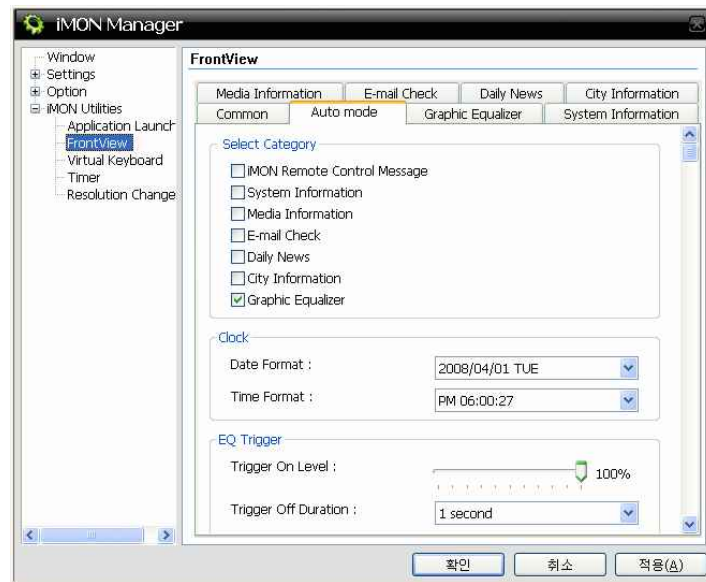 iMON Manager
Window
Settings
Option
iMON Utilities
Application Launch
FrontView
Virtual Keyboard
Timer
Resolution Change
FrontView
Media Information
E-mail Check
Daily News
City Information
Common
Auto mode
Graphic Equalizer
System Information
Select Category
iMON Remote Control Message
System Information
Media Information
E-mail Check
Daily News
City Information
Graphic Equalizer
Clock
Date Format :
2008/04/01 TUE
Time Format :
PM 06:00:27
EQ Trigger
Trigger On Level :
100%
Trigger Off Duration :
1 second
확인
취소
적용(A)